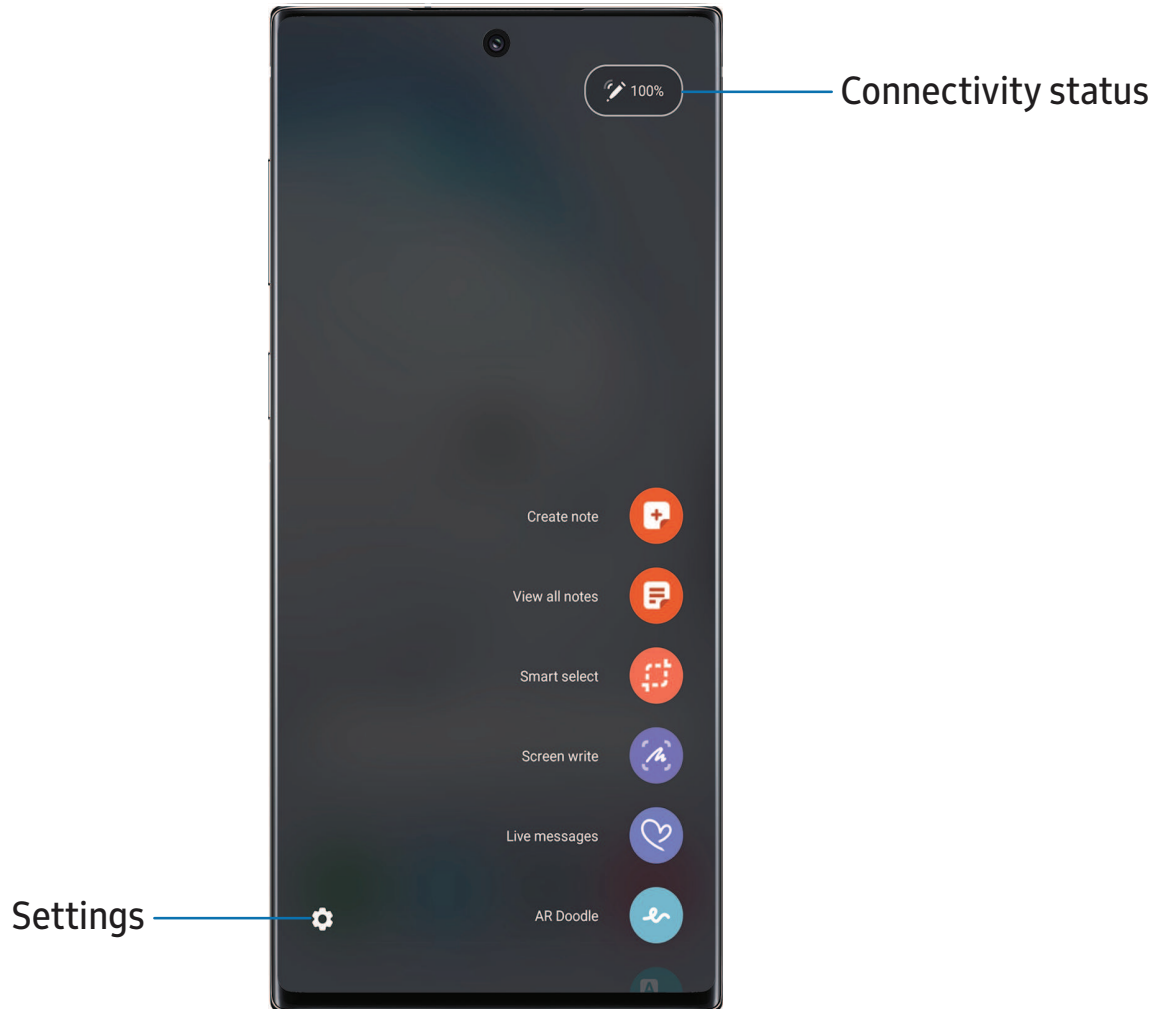 100%
Connectivity status
Create note
View all notes
Smart select
Screen write
Live messages
Settings
AR Doodle
A